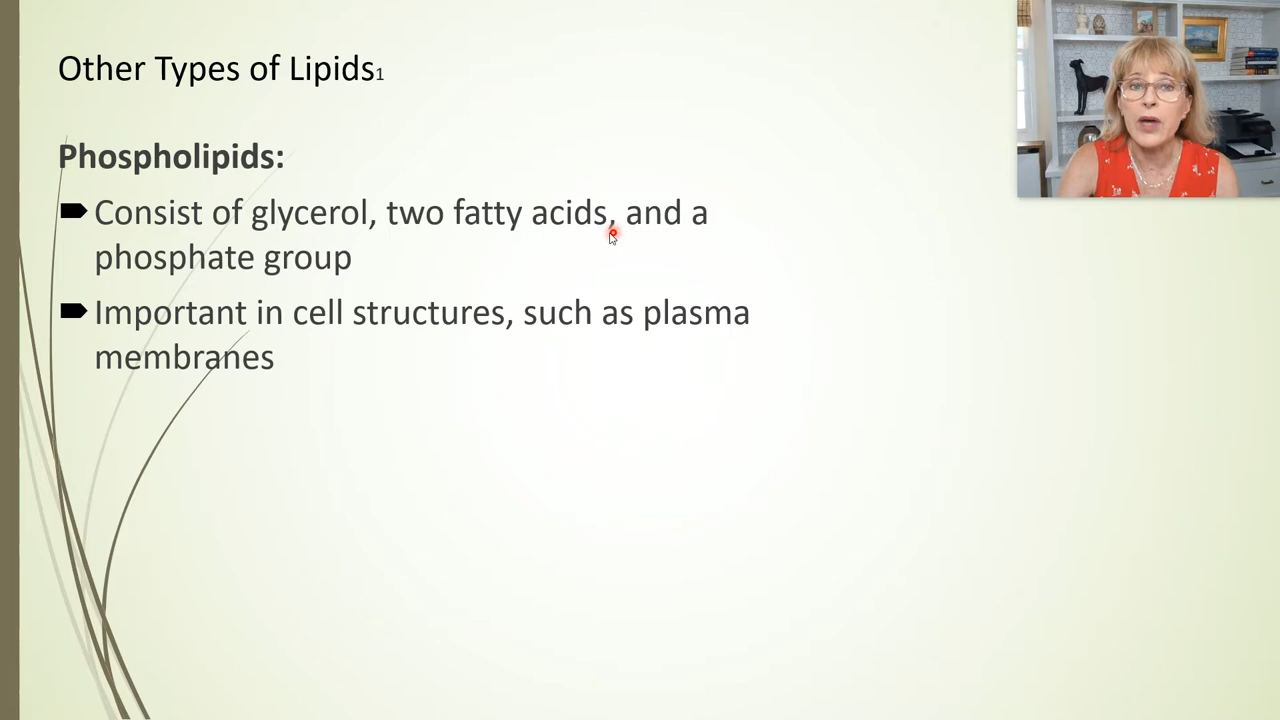 Other Types of Lipids1
Phospholipids:
Consist of glycerol, two fatty acids, and a
phosphate group
Important in cell structures, such as plasma
membranes